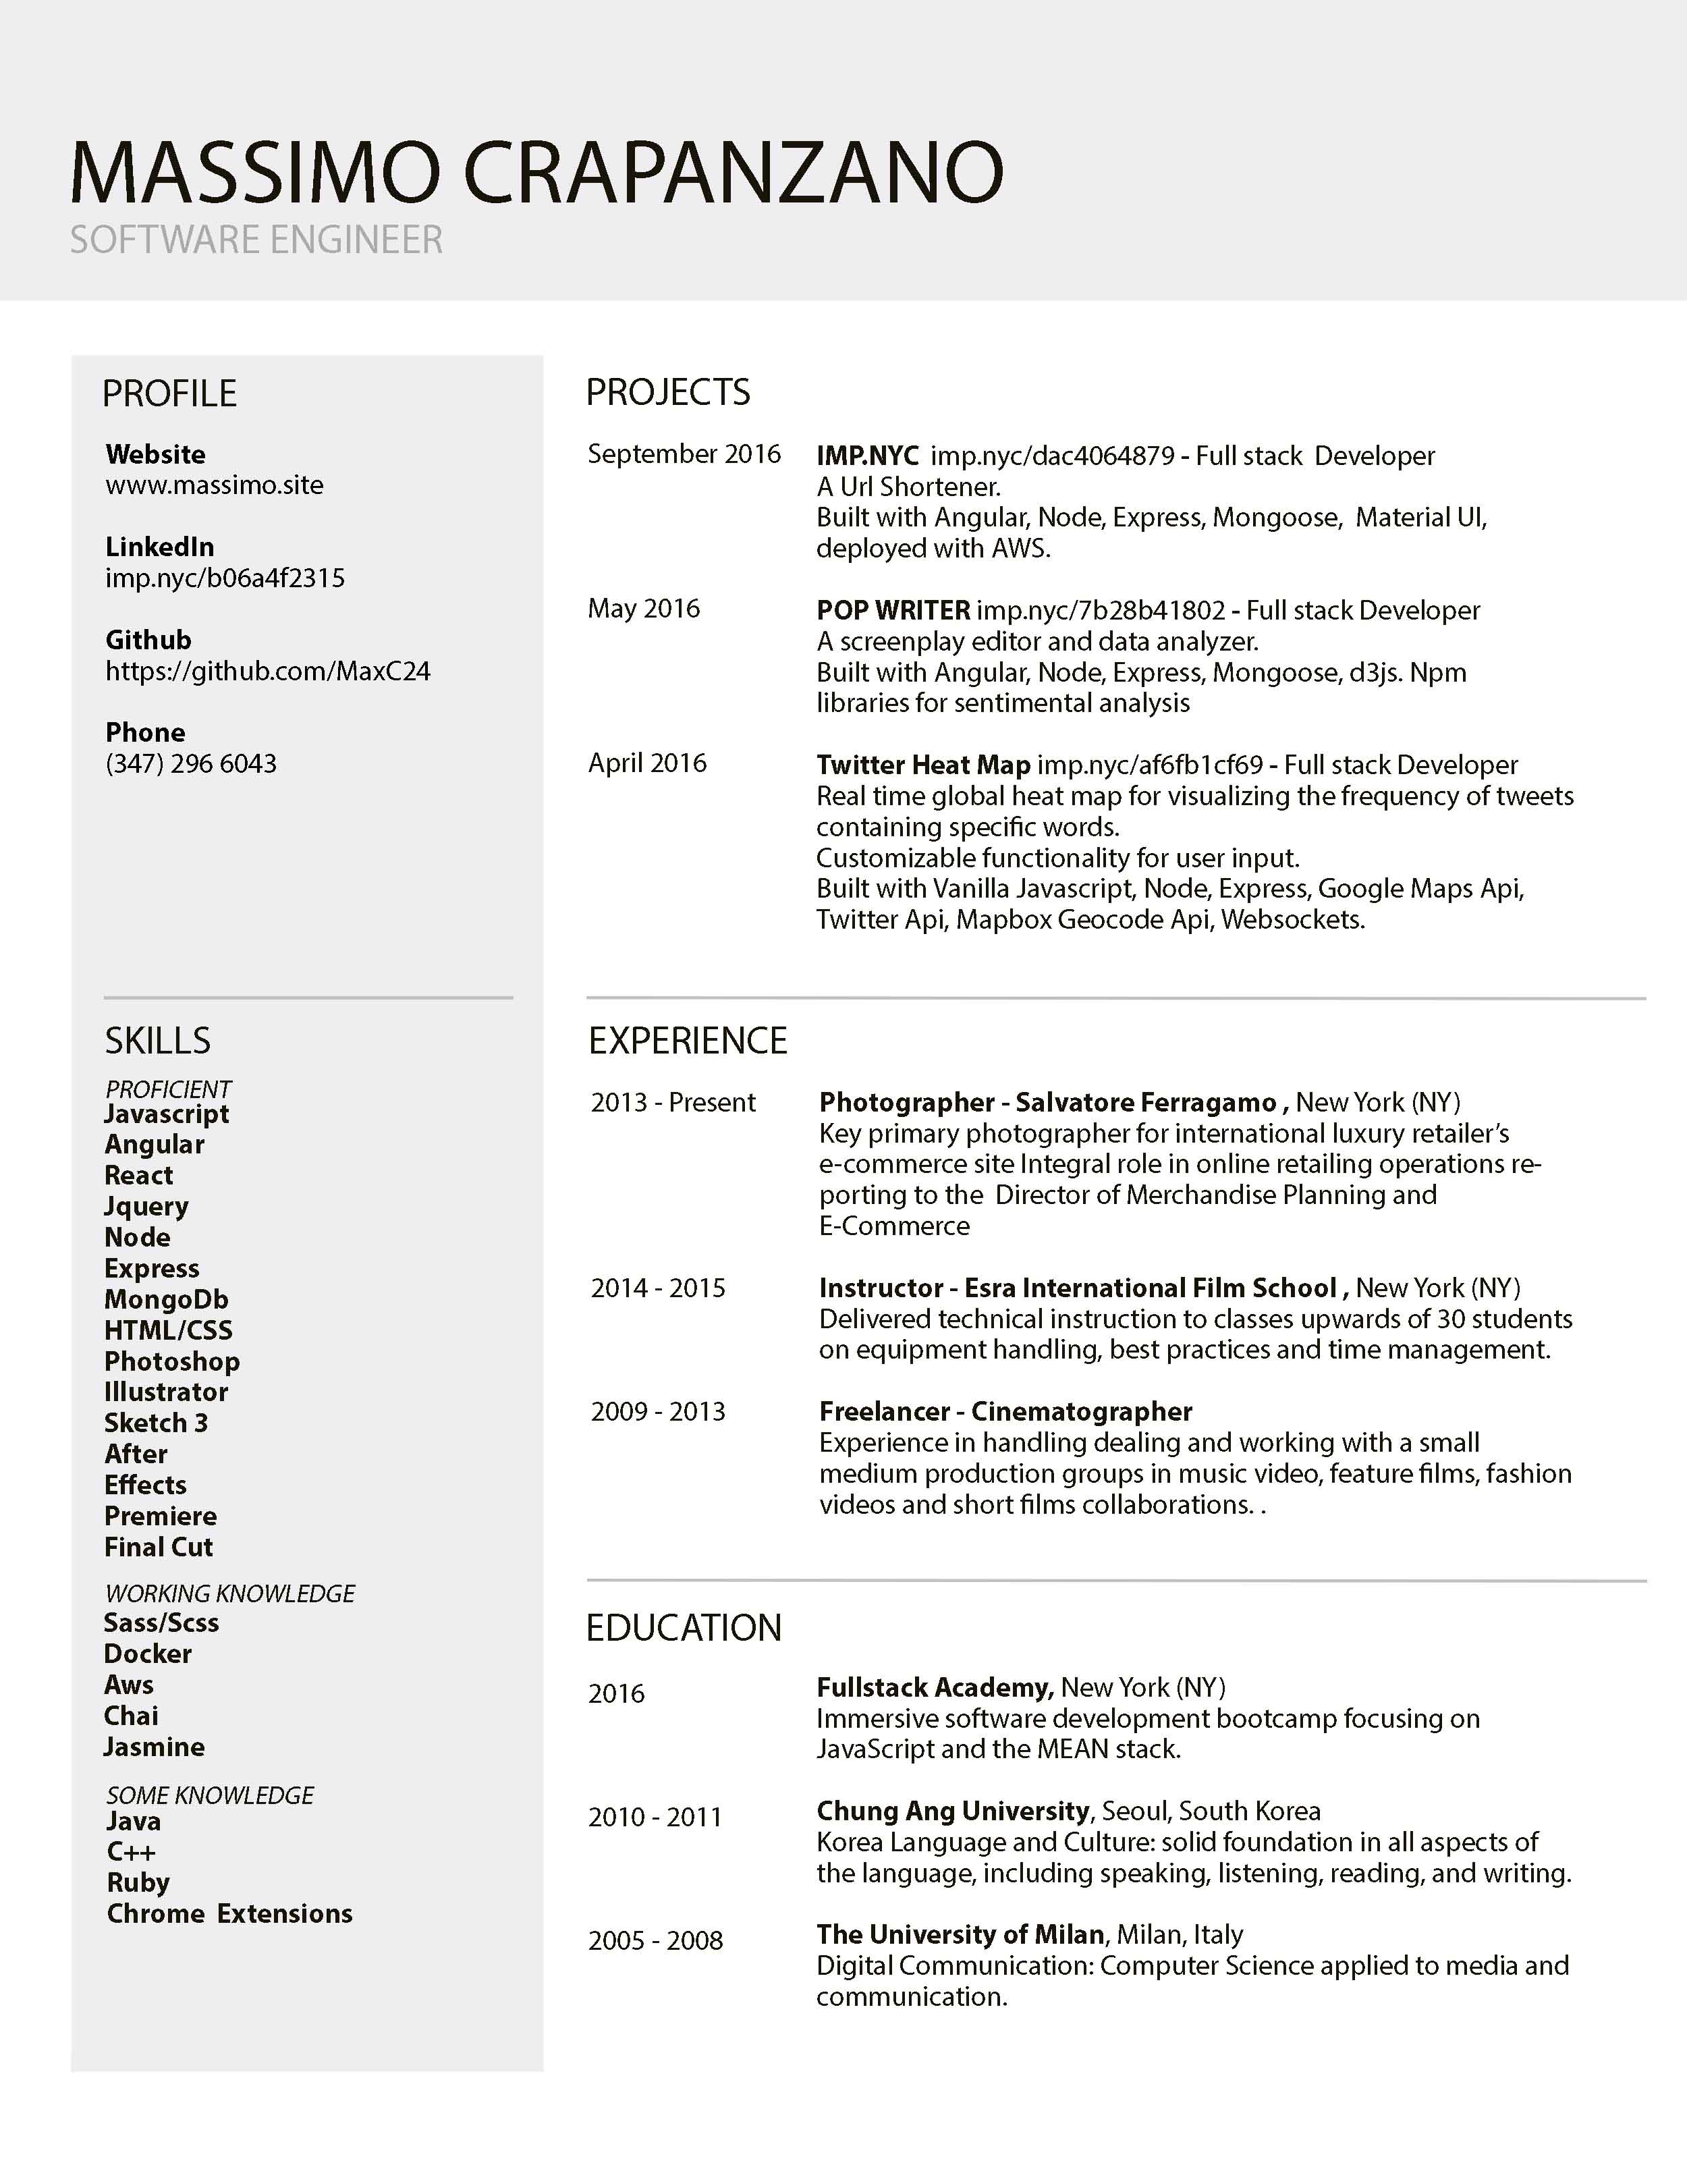 MASSIMO CRAPANZANO
SOFTWARE ENGINEER
PROFILE
Website
www.massimo.site
LinkedIn
imp.nyc/b06a4f2315
Github
https://github.com/MaxC24
Phone
(347) 296 6043
SKILLS
PROFICIENT
Javascript
Angular
React
Jquery
Node
Express
MongoDb
HTML/CSS
Photoshop
Illustrator
Sketch 3
After
Effects
Premiere
Final Cut
WORKING KNOWLEDGE
Sass/Scss
Docker
Aws
Chai
Jasmine
SOME KNOWLEDGE
Java
C++
Ruby
Chrome Extensions
PROJECTS
September 2016 IMP.NYC imp.nyc/dac4064879 - Full stack Developer
A Url Shortener.
Built with Angular, Node, Express, Mongoose, Material UI,
deployed with AWS.
May 2016 POP WRITER imp.nyc/7b28b41802 - Full stack Developer
A screenplay editor and data analyzer.
Built with Angular, Node, Express, Mongoose, d3js. Npm
libraries for sentimental analysis
April 2016 Twitter Heat Map imp.nyc/af6fb1cf69 - Full stack Developer
Real time global heat map for visualizing the frequency of tweets
containing specific words.
Customizable functionality for user input.
Built with Vanilla Javascript, Node, Express, Google Maps Api,
Twitter Api, Mapbox Geocode Api, Websockets.
EXPERIENCE
2013 - Present Photographer - Salvatore Ferragamo , New York (NY)
Key primary photographer for international luxury retailer’s
e-commerce site Integral role in online retailing operations re-
porting to the Director of Merchandise Planning and
E-Commerce
2014 - 2015 Instructor - Esra International Film School , New York (NY)
Delivered technical instruction to classes upwards of 30 students
on equipment handling, best practices and time management.
2009 - 2013 Freelancer - Cinematographer
Experience in handling dealing and working with a small
medium production groups in music video, feature films, fashion
videos and short films collaborations. .
EDUCATION
2016 Fullstack Academy, New York (NY)
Immersive software development bootcamp focusing on
JavaScript and the MEAN stack.
2010 - 2011 Chung Ang University, Seoul, South Korea
Korea Language and Culture: solid foundation in all aspects of
the language, including speaking, listening, reading, and writing.
2005 - 2008 The University of Milan, Milan, Italy
Digital Communication: Computer Science applied to media and
communication.